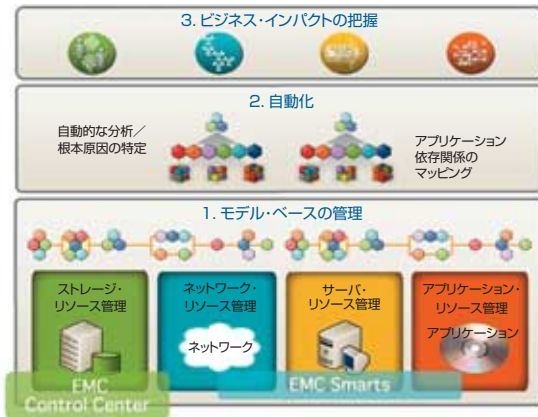 3. ビジネス・インパクトの把握
2. 自動化
自動的な分析／
根本原因の特定
アプリケーション
依存関係の
マッピング
1. モデル・ベースの管理
ストレージ・
リソース管理
ネットワーク・
リソース管理
ネットワーク
サーバ・
リソース管理
アプリケーション・
リソース管理
アプリケーション
EMC
Control Center
EMC Smarts